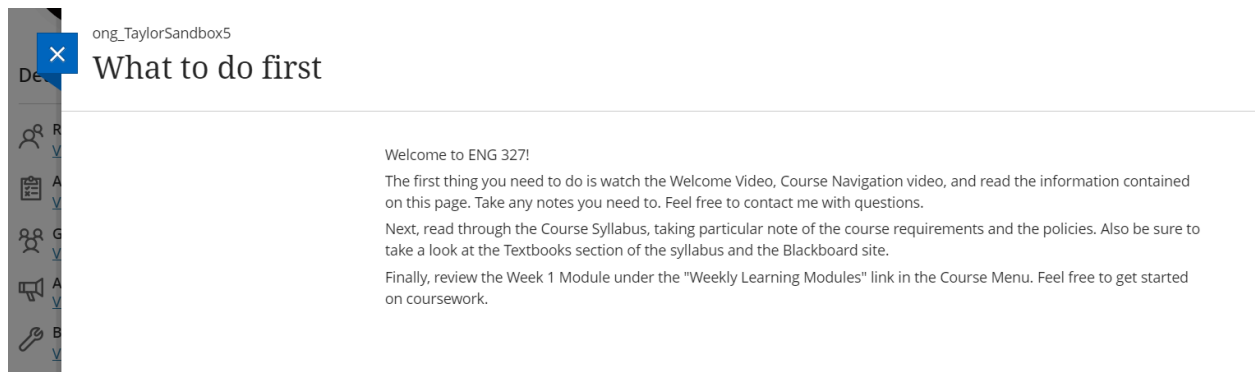 ong_TaylorSandbox5
What to do first
De
R
V
A
V
G
V
A
V
B
V
Welcome to ENG 327!
The first thing you need to do is watch the Welcome Video, Course Navigation video, and read the information contained
on this page. Take any notes you need to. Feel free to contact me with questions.
Next, read through the Course Syllabus, taking particular note of the course requirements and the policies. Also be sure to
take a look at the Textbooks section of the syllabus and the Blackboard site.
Finally, review the Week 1 Module under the "Weekly Learning Modules" link in the Course Menu. Feel free to get started
on coursework.